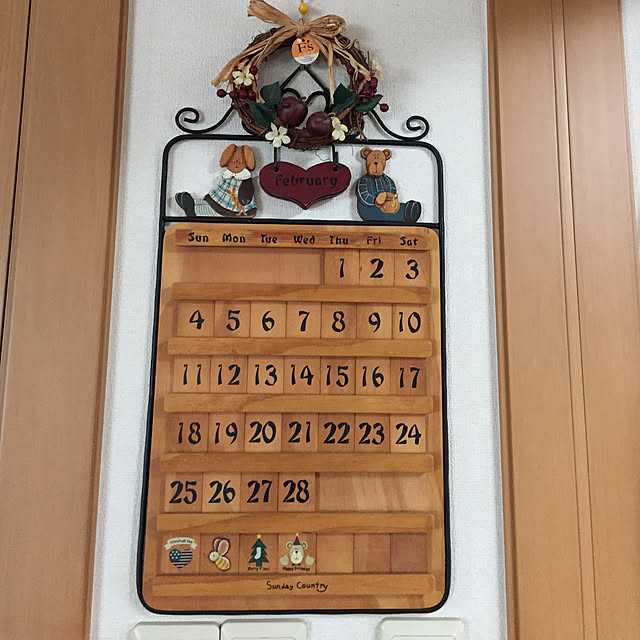 F's
February
Sun Mon Tue Wed Thu Fri Sat
1 2 3
4 5 6 7 8 9 10
11 12 13 14 15 16 17
18 19 20 21 22 23 24
25 26 27 28
Sunday Country